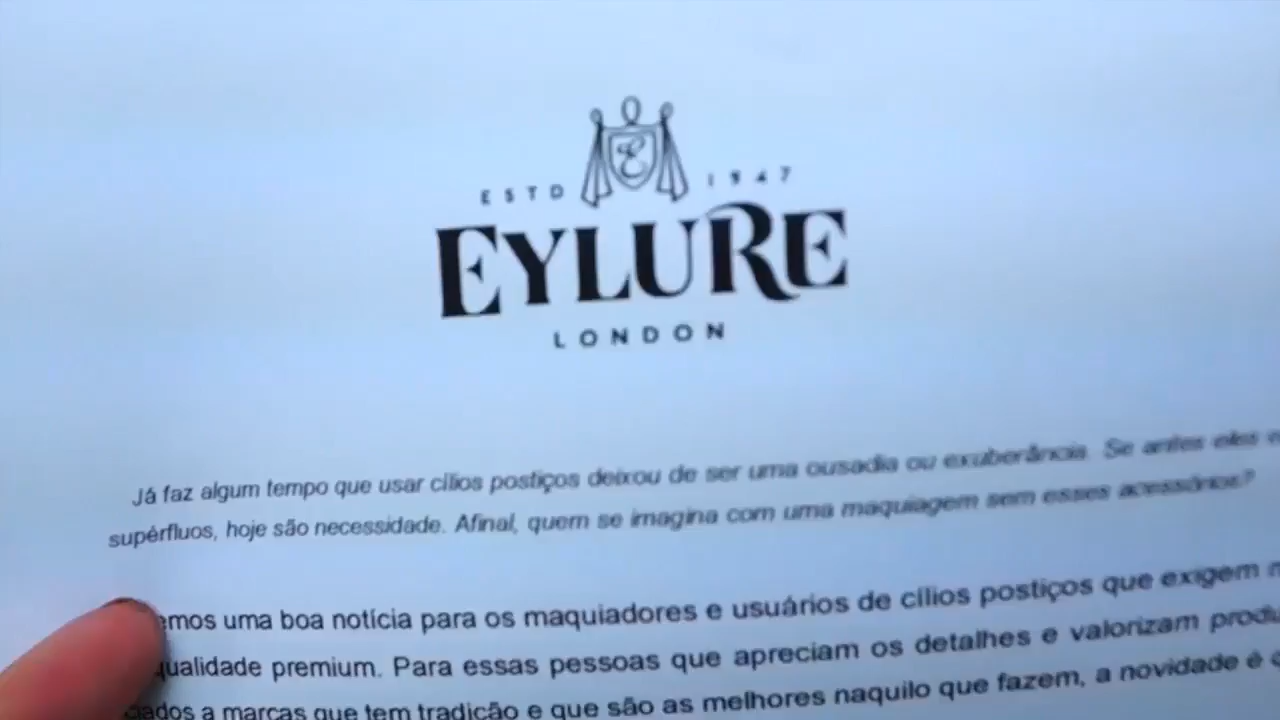 E
ESTD 1947
EYLURE
LONDON
Já faz algum tempo que usar cílios postiços deixou de ser uma ousadia ou exuberância. Se antes eles
supérfluos, hoje são necessidade. Afinal, quem se imagina com uma maquiagem sem esses acessórios?
emos uma boa notícia para os maquiadores e usuários de cílios postiços que exigem
qualidade premium. Para essas pessoas que apreciam os detalhes e valorizam produ
gados a marcas que tem tradição e que são as melhores naquilo que fazem, a novidade é